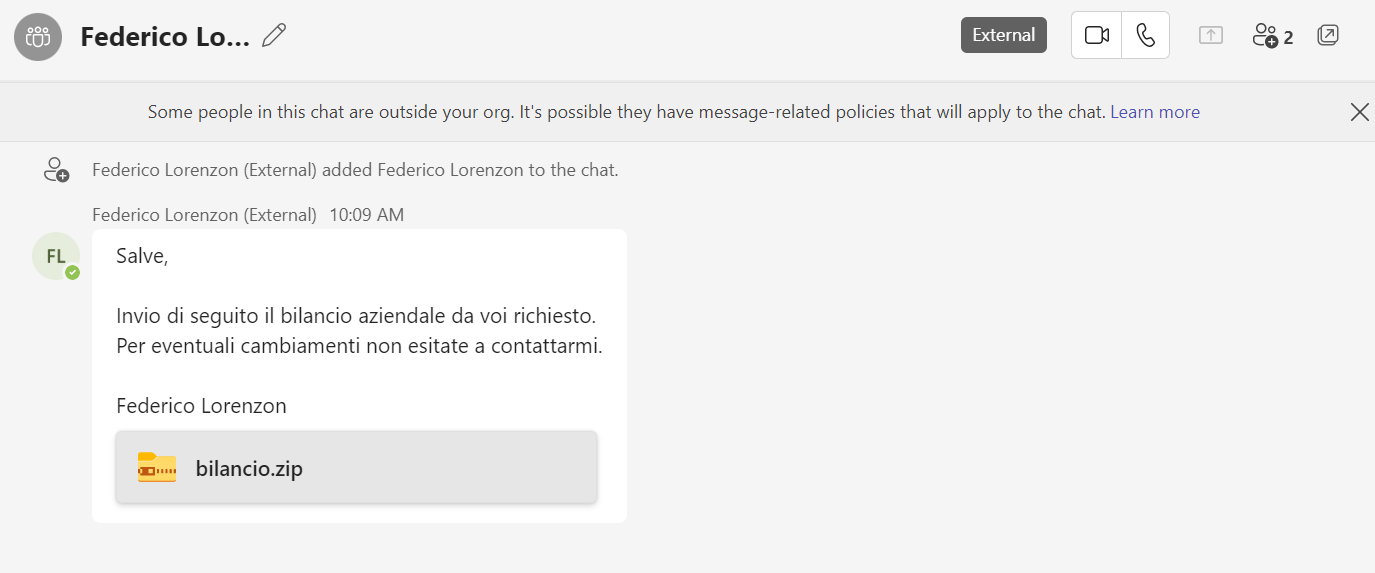 Federico Lo...
External
2
Some people in this chat are outside your org. It's possible they have message-related policies that will apply to the chat. Learn more
Federico Lorenzon (External) added Federico Lorenzon to the chat.
Federico Lorenzon (External) 10:09 AM
FL
Salve,
Invio di seguito il bilancio aziendale da voi richiesto.
Per eventuali cambiamenti non esitate a contattarmi.
Federico Lorenzon
bilancio.zip